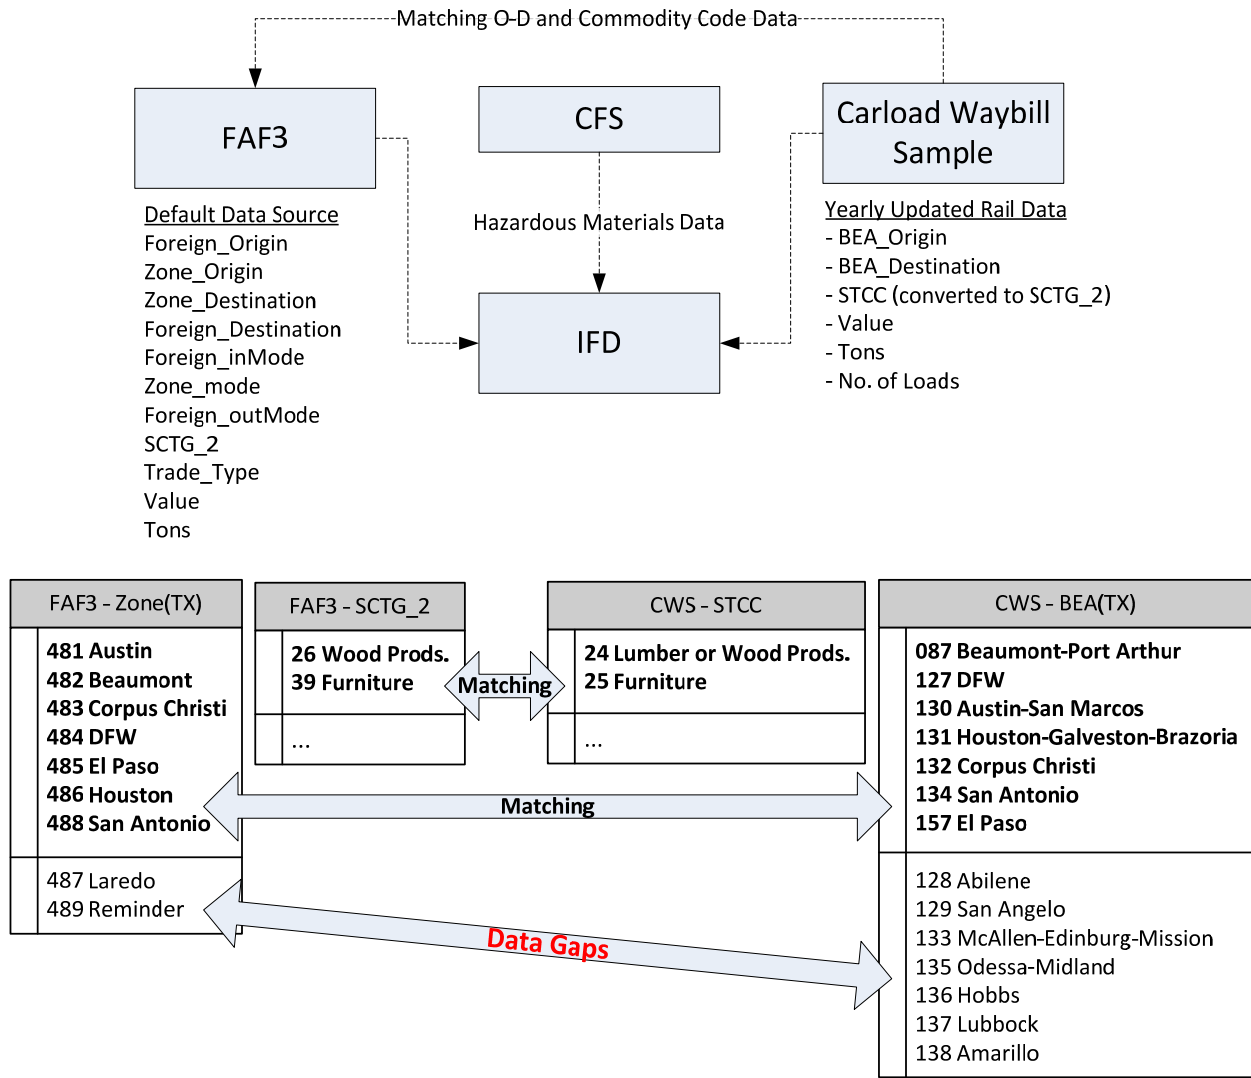 Matching O-D and Commodity Code Data
FAF3
CFS
Carload Waybill
Sample
Default Data Source
Foreign_Origin
Zone_Origin
Zone_Destination
Foreign_Destination
Foreign_inMode
Zone_mode
Foreign_outMode
SCTG_2
Trade_Type
Value
Tons
Hazardous Materials Data
IFD
Yearly Updated Rail Data
- BEA_Origin
- BEA_Destination
- STCC (converted to SCTG_2)
- Value
- Tons
- No. of Loads
FAF3 - Zone(TX)
481 Austin
482 Beaumont
483 Corpus Christi
484 DFW
485 El Paso
486 Houston
488 San Antonio
487 Laredo
489 Reminder
FAF3 - SCTG_2
26 Wood Prods.
39 Furniture
...
Matching
CWS - STCC
24 Lumber or Wood Prods.
25 Furniture
...
Matching
Data Gaps
CWS - BEA(TX)
087 Beaumont-Port Arthur
127 DFW
130 Austin-San Marcos
131 Houston-Galveston-Brazoria
132 Corpus Christi
134 San Antonio
157 El Paso
128 Abilene
129 San Angelo
133 McAllen-Edinburg-Mission
135 Odessa-Midland
136 Hobbs
137 Lubbock
138 Amarillo